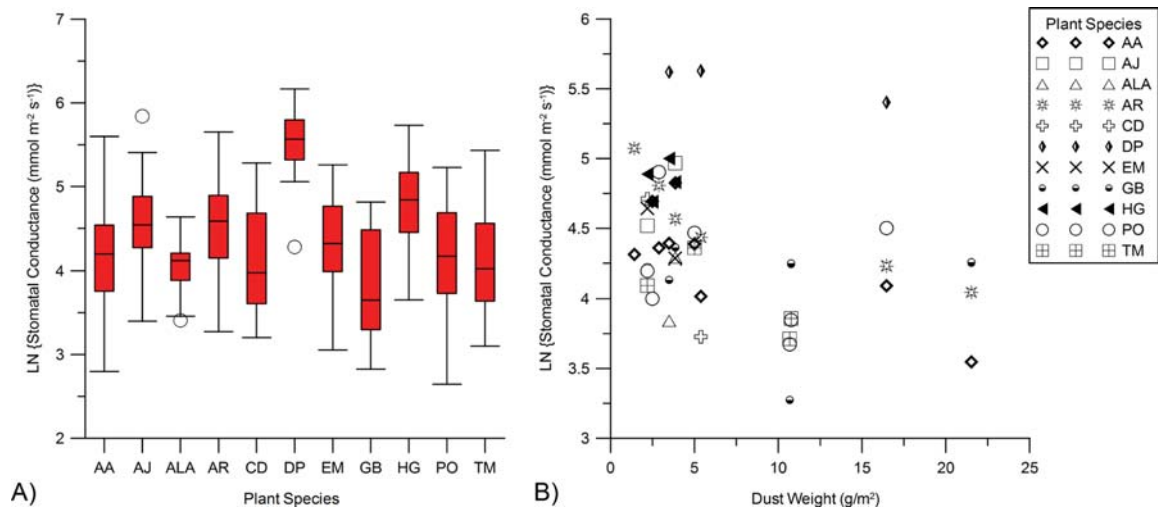 7
6
5
4
3
2
LN {Stomatal Conductance (mmol m⁻² s⁻¹)}
AA AJ ALA AR CD DP EM GB HG PO TM
Plant Species
A)
6
5.5
5
4.5
4
3.5
3
LN {Stomatal Conductance (mmol m⁻² s⁻¹)}
0 5 10 15 20 25
Dust Weight (g/m²)
B)
Plant Species
AA
AJ
ALA
AR
CD
DP
EM
GB
HG
PO
TM